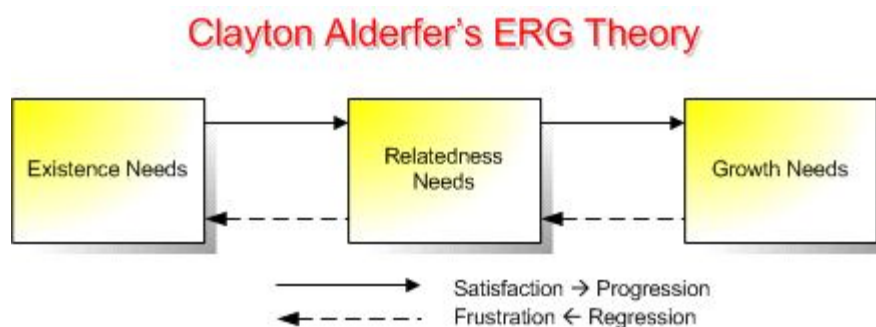 Clayton Alderfer's ERG Theory
Existence Needs
Relatedness
Needs
Growth Needs
Satisfaction → Progression
Frustration ← Regression